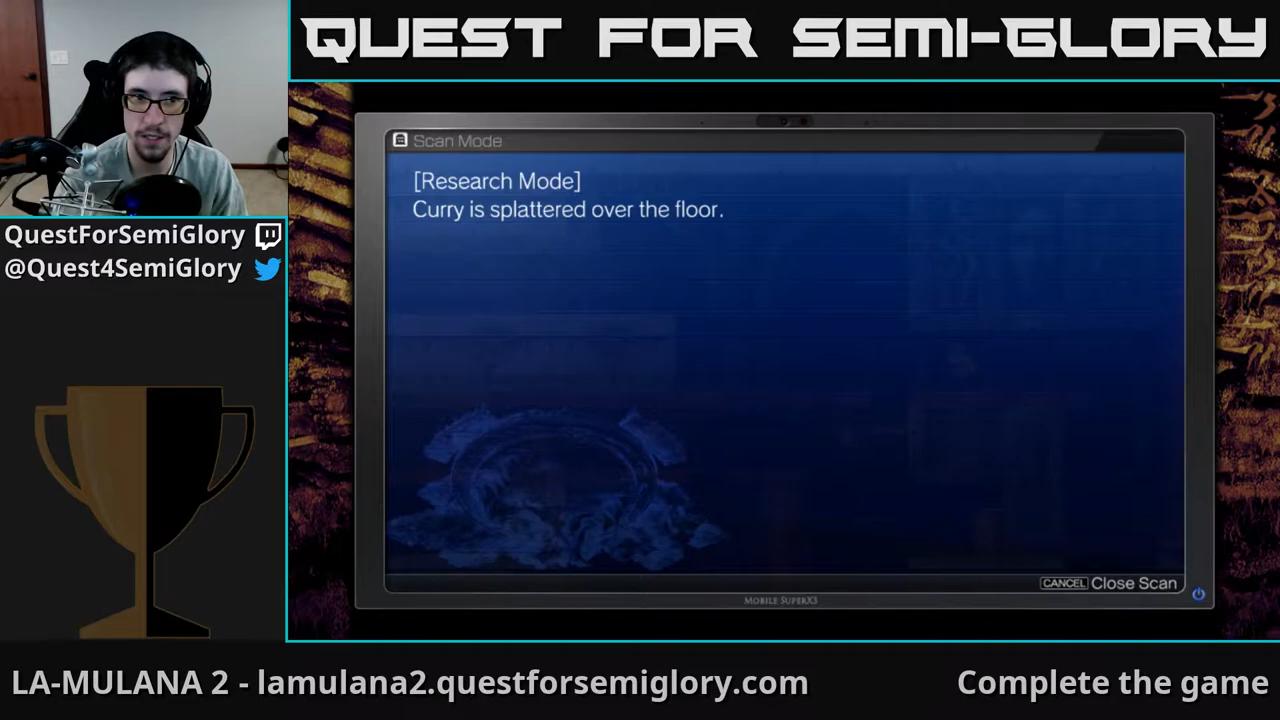 QUEST FOR SEMI-GLORY
Scan Mode
[Research Mode]
Curry is splattered over the floor.
QuestForSemiGlory
@Quest4SemiGlory
CANCEL Close Scan
MOBILE SUPERX3
LA-MULANA 2 - lamulana2.questforsemiglory.com
Complete the game